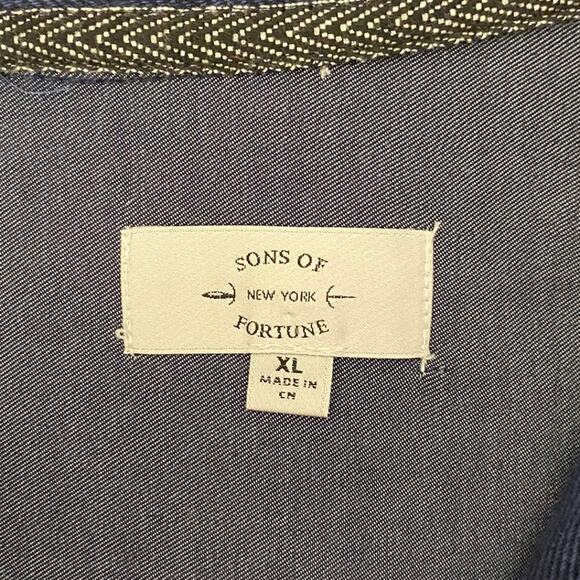 SONS OF
NEW YORK
FORTUNE
XL
MADE IN
CN